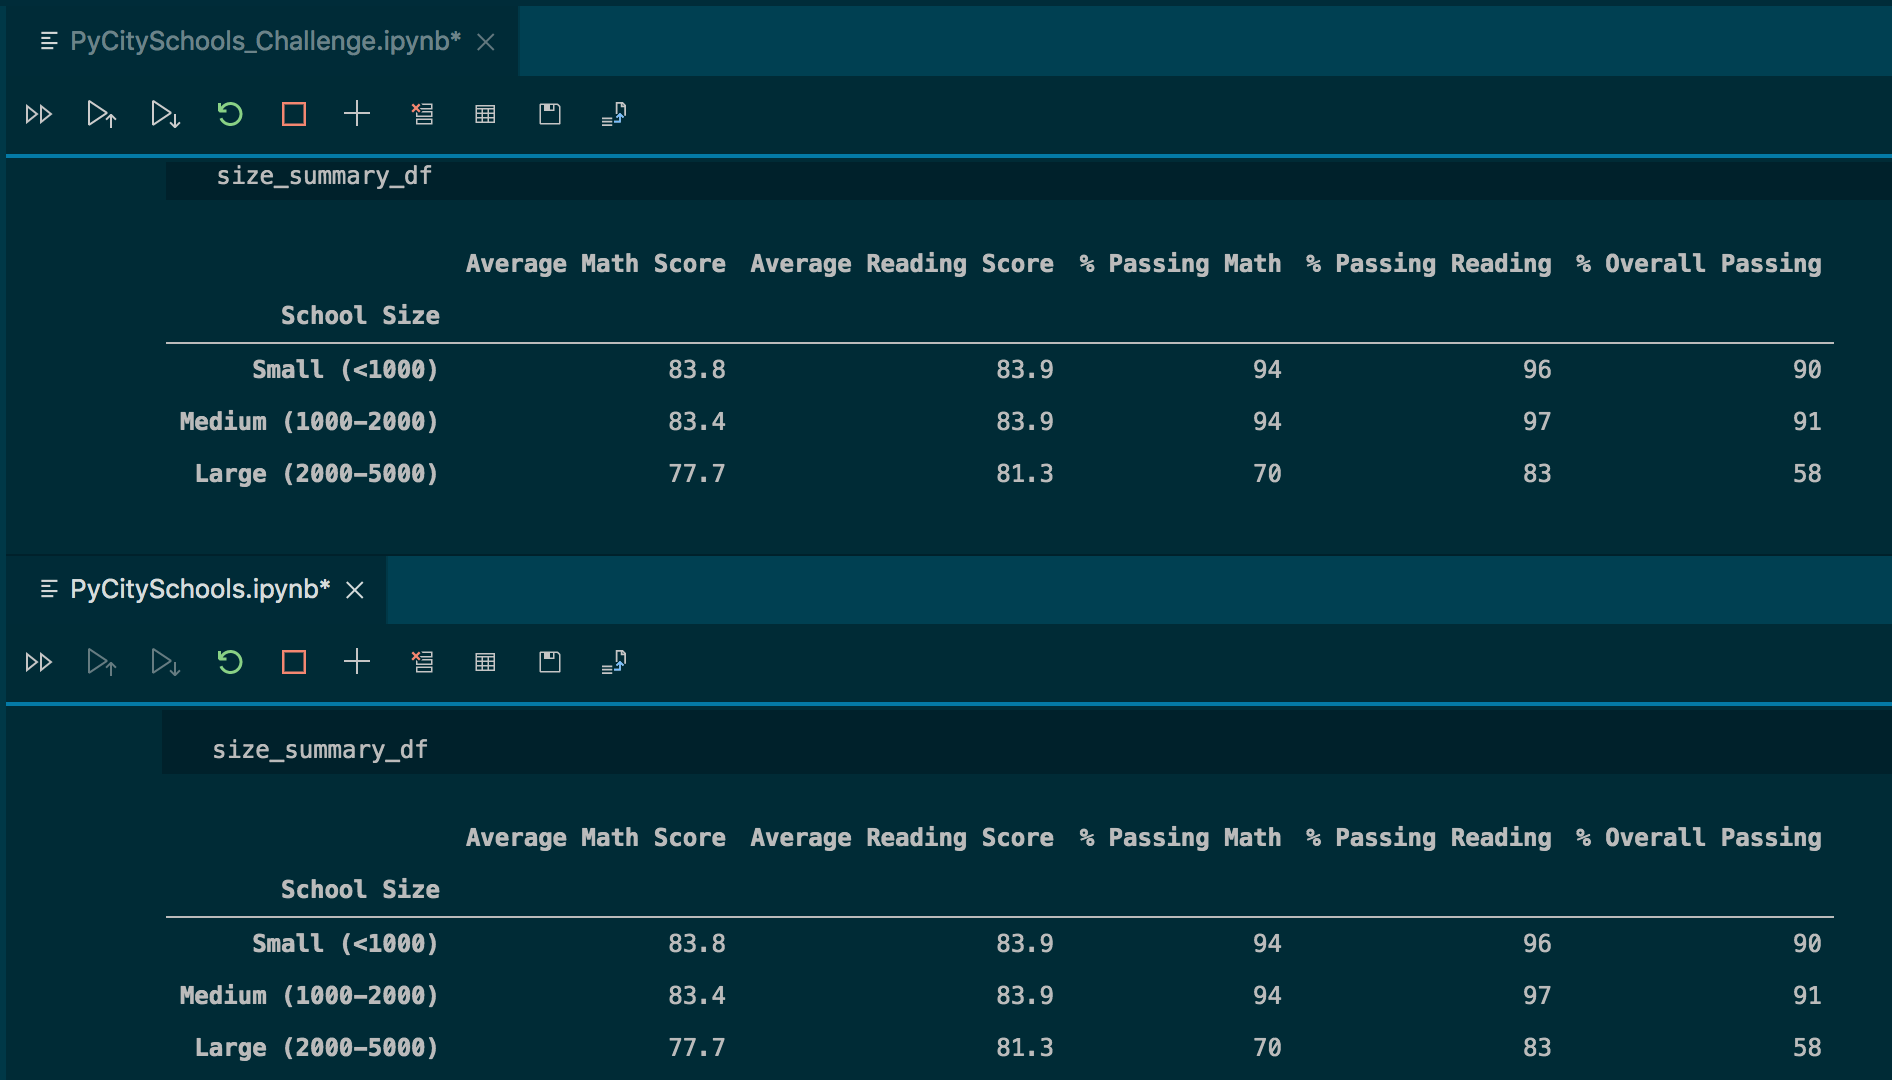 PyCitySchools_Challenge.ipynb*
size_summary_df
Average Math Score Average Reading Score % Passing Math % Passing Reading % Overall Passing
School Size
Small (<1000) 83.8 83.9 94 96 90
Medium (1000-2000) 83.4 83.9 94 97 91
Large (2000-5000) 77.7 81.3 70 83 58
PyCitySchools.ipynb*
size_summary_df
Average Math Score Average Reading Score % Passing Math % Passing Reading % Overall Passing
School Size
Small (<1000) 83.8 83.9 94 96 90
Medium (1000-2000) 83.4 83.9 94 97 91
Large (2000-5000) 77.7 81.3 70 83 58